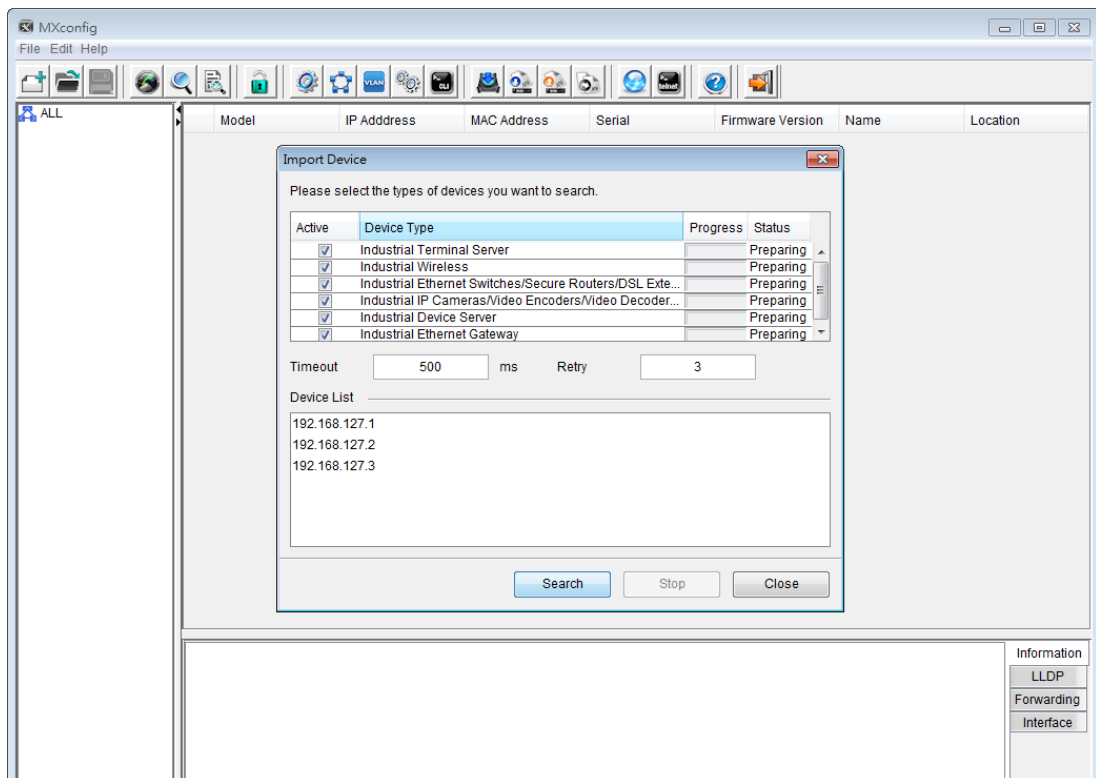 MXconfig
File Edit Help
VLAN CLI telnet
ALL
Model IP Adddress MAC Address Serial Firmware Version Name Location
Import Device
Please select the types of devices you want to search.
Active Device Type Progress Status
Industrial Terminal Server Preparing
Industrial Wireless Preparing
Industrial Ethernet Switches/Secure Routers/DSL Exte... Preparing
Industrial IP Cameras/Video Encoders/Video Decoder... Preparing
Industrial Device Server Preparing
Industrial Ethernet Gateway Preparing
Timeout 500 ms Retry 3
Device List
192.168.127.1
192.168.127.2
192.168.127.3
Search Stop Close
Information
LLDP
Forwarding
Interface